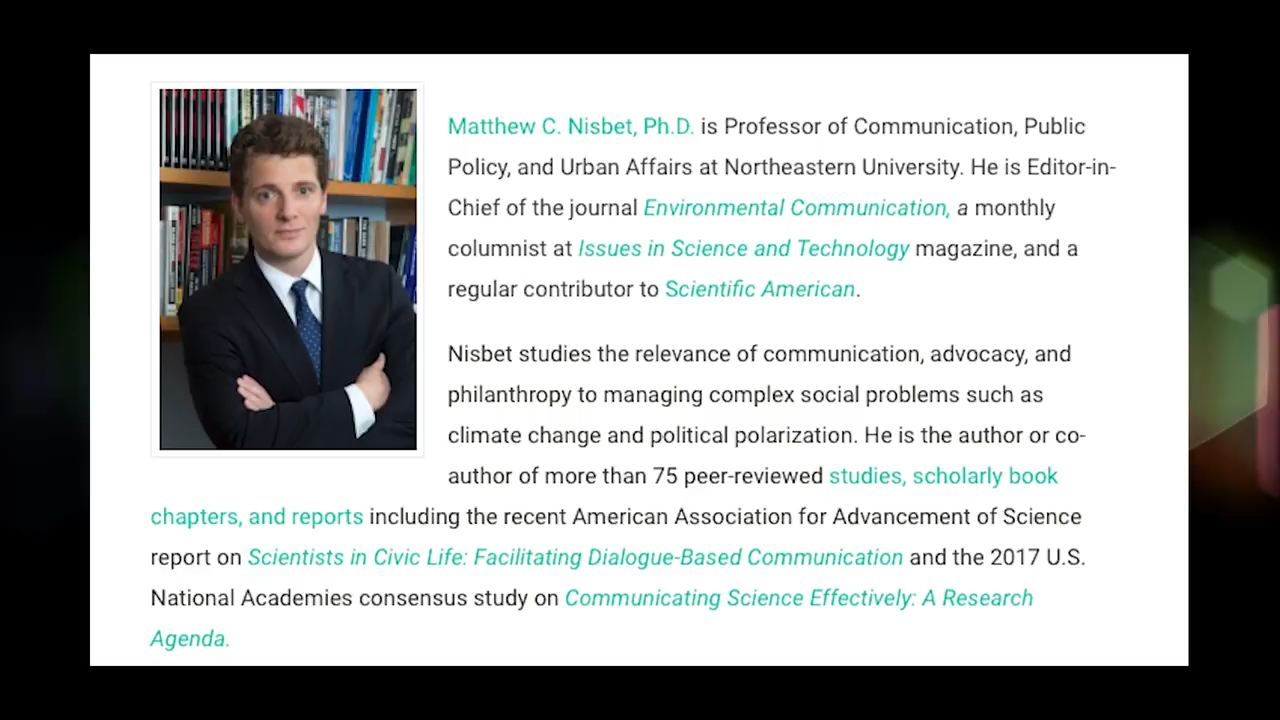 Matthew C. Nisbet, Ph.D. is Professor of Communication, Public
Policy, and Urban Affairs at Northeastern University. He is Editor-in-
Chief of the journal Environmental Communication, a monthly
columnist at Issues in Science and Technology magazine, and a
regular contributor to Scientific American.
Nisbet studies the relevance of communication, advocacy, and
philanthropy to managing complex social problems such as
climate change and political polarization. He is the author or co-
author of more than 75 peer-reviewed studies, scholarly book
chapters, and reports including the recent American Association for Advancement of Science
report on Scientists in Civic Life: Facilitating Dialogue-Based Communication and the 2017 U.S.
National Academies consensus study on Communicating Science Effectively: A Research
Agenda.